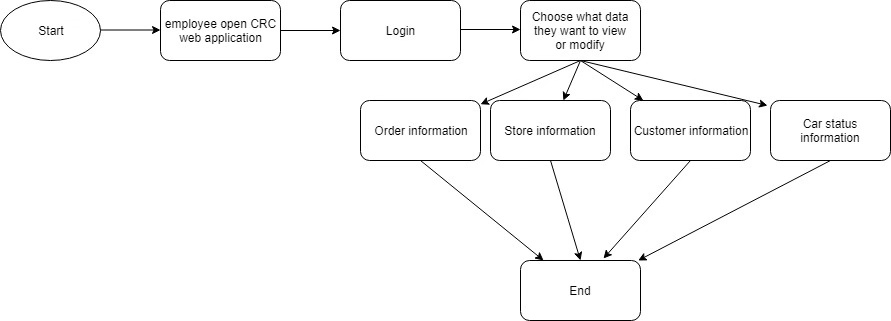 Start
employee open CRC
web application
Login
Choose what data
they want to view
or modify
Order information
Store information
Customer information
Car status
information
End